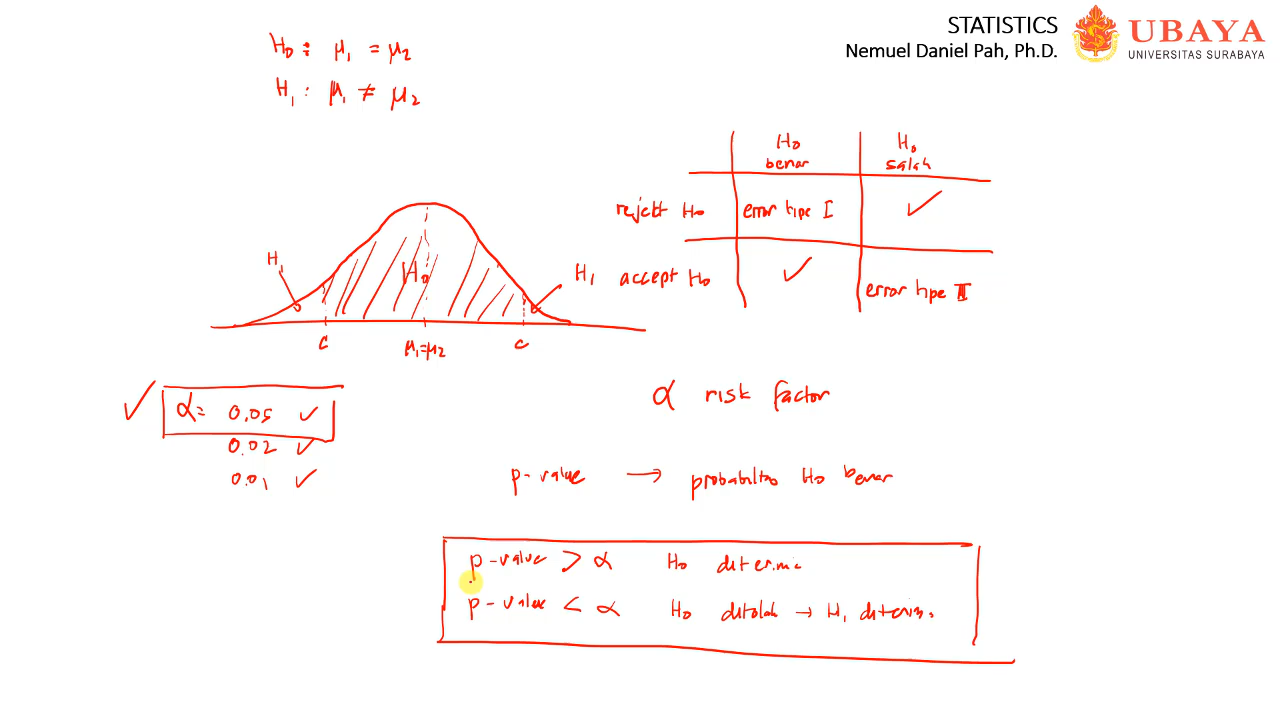 STATISTICS
Nemuel Daniel Pah, Ph.D.
UBAYA
UNIVERSITAS SURABAYA
H0 : μ1 = μ2
H1 : μ1 ≠ μ2
H0 benar
H0 salah
reject H0
error tipe I ✓
accept H0
✓ error tipe II
H1
H0
H1
c
μ1=μ2
c
α= 0.05 ✓
0.02 ✓
0.01 ✓
α risk factor
p-value → probabilitas H0 benar
p-value > α H0 diterima
p-value < α H0 ditolak → H1 diterima